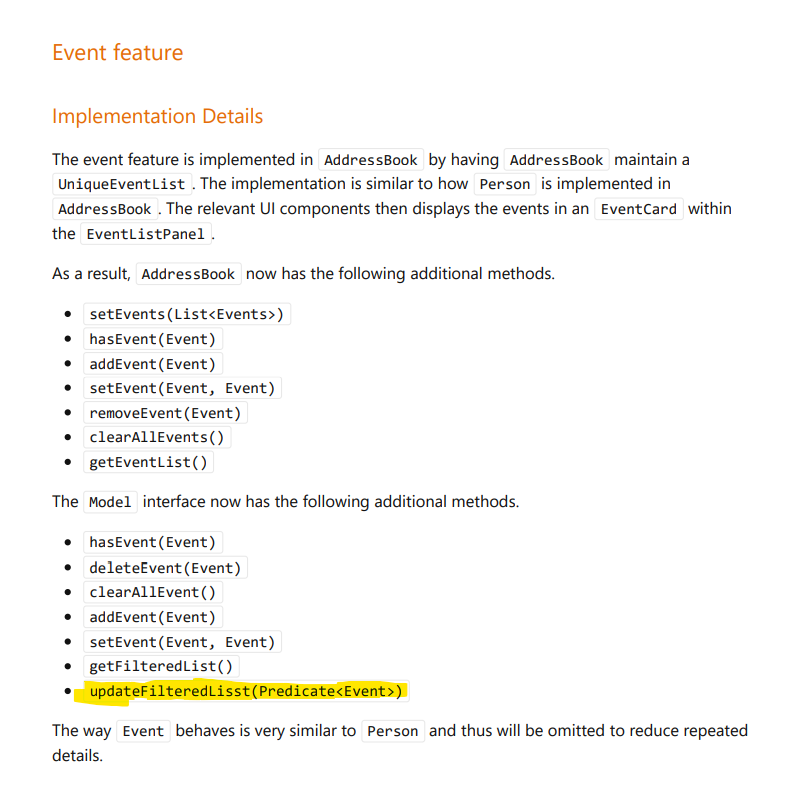 Event feature
Implementation Details
The event feature is implemented in AddressBook by having AddressBook maintain a
UniqueEventList. The implementation is similar to how Person is implemented in
AddressBook. The relevant UI components then displays the events in an EventCard within
the EventListPanel.
As a result, AddressBook now has the following additional methods.
• setEvents(List<Events>)
• hasEvent(Event)
• addEvent(Event)
• setEvent(Event, Event)
• removeEvent(Event)
• clearAllEvents()
• getEventList()
The Model interface now has the following additional methods.
• hasEvent(Event)
• deleteEvent(Event)
• clearAllEvent()
• addEvent(Event)
• setEvent(Event, Event)
• getFilteredList()
• updateFilteredLisst(Predicate<Event>)
The way Event behaves is very similar to Person and thus will be omitted to reduce repeated
details.